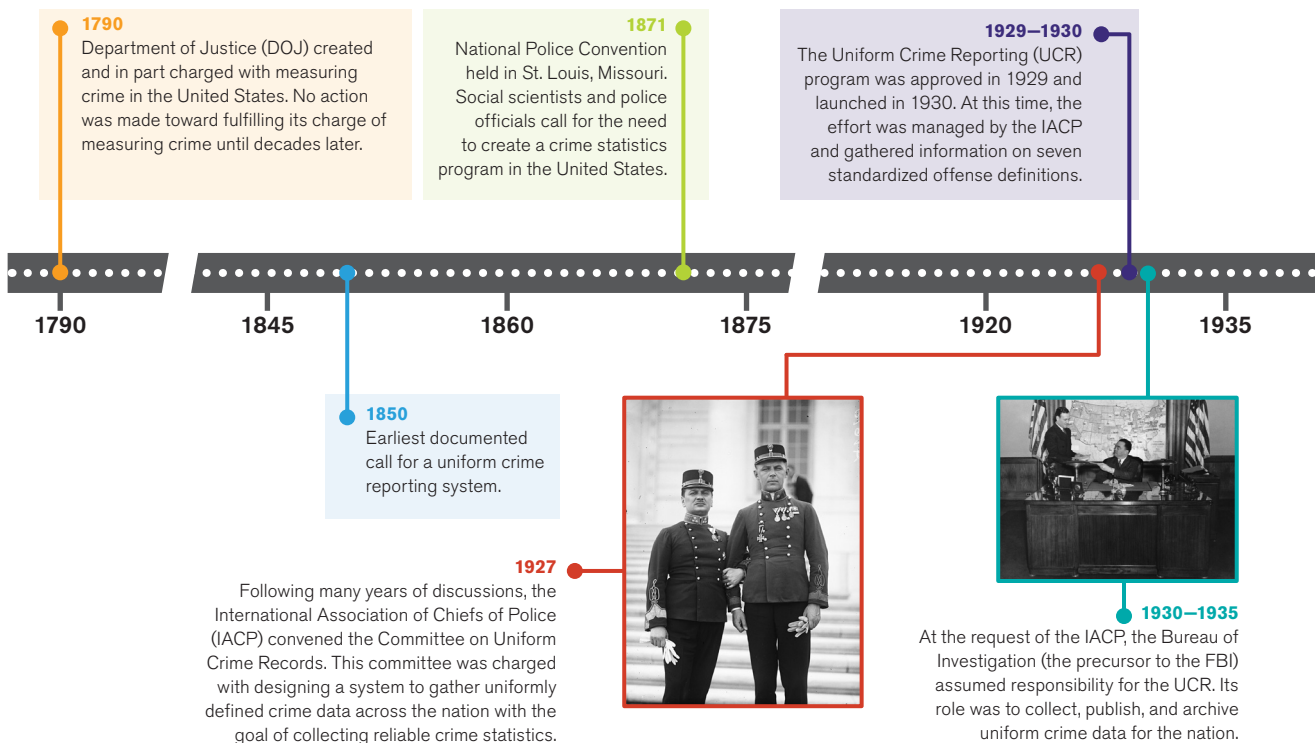 1790
Department of Justice (DOJ) created
and in part charged with measuring
crime in the United States. No action
was made toward fulfilling its charge of
measuring crime until decades later.
1871
National Police Convention
held in St. Louis, Missouri.
Social scientists and police
officials call for the need
to create a crime statistics
program in the United States.
1929–1930
The Uniform Crime Reporting (UCR)
program was approved in 1929 and
launched in 1930. At this time, the
effort was managed by the IACP
and gathered information on seven
standardized offense definitions.
1790
1845
1860
1875
1920
1935
1850
Earliest documented
call for a uniform crime
reporting system.
1927
Following many years of discussions, the
International Association of Chiefs of Police
(IACP) convened the Committee on Uniform
Crime Records. This committee was charged
with designing a system to gather uniformly
defined crime data across the nation with the
goal of collecting reliable crime statistics.
1930–1935
At the request of the IACP, the Bureau of
Investigation (the precursor to the FBI)
assumed responsibility for the UCR. Its
role was to collect, publish, and archive
uniform crime data for the nation.